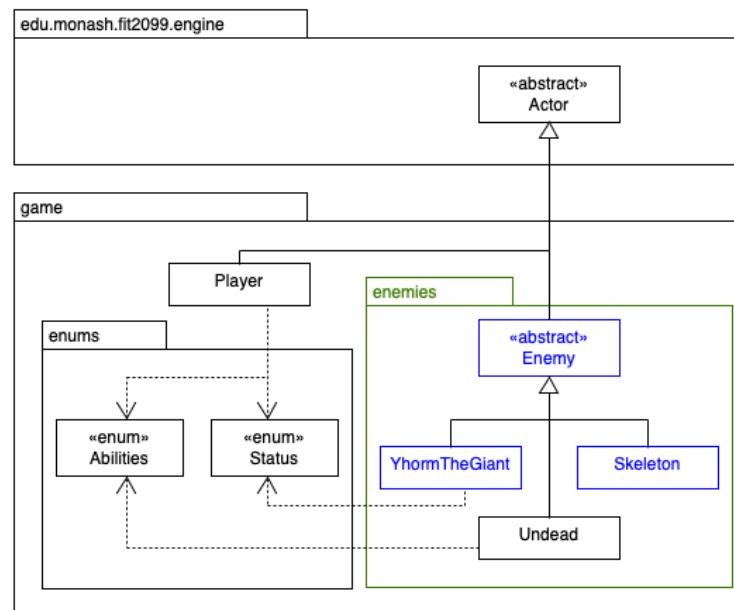 edu.monash.fit2099.engine
«abstract»
Actor
game
Player
enemies
enums
«abstract»
Enemy
«enum»
Abilities
«enum»
Status
YhormTheGiant
Skeleton
Undead